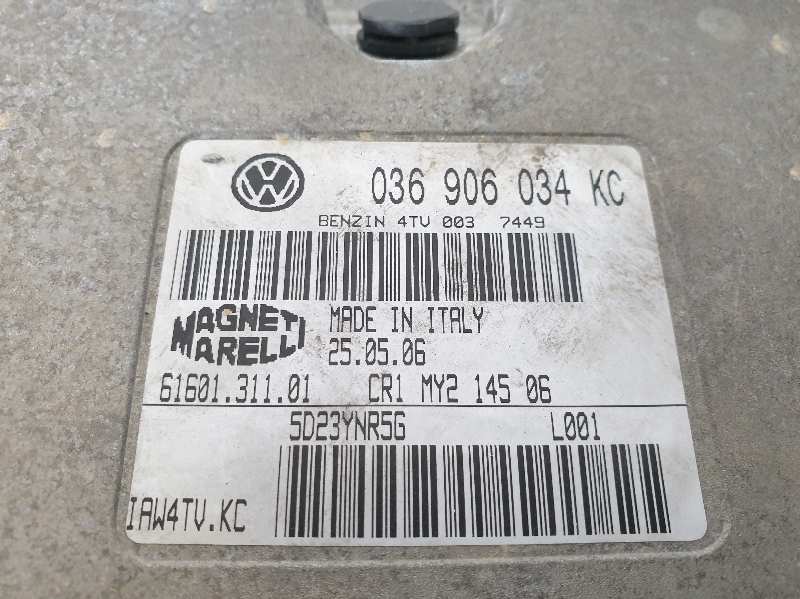 036 906 034 KC
BENZIN 4TV 003 7449
MAGNETI MARELLI
MADE IN ITALY
25.05.06
61601.311.01 CR1 MY2 145 06
5D23YNR5G L001
IAW4TV.KC